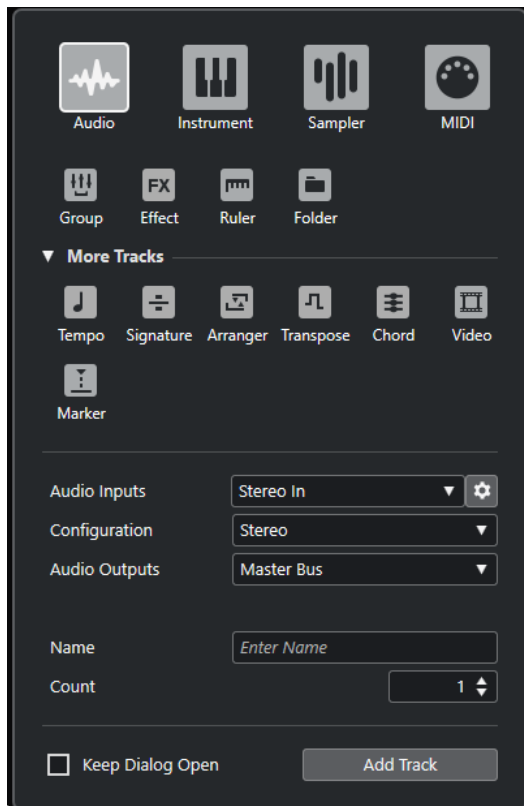 Audio Instrument Sampler MIDI
FX
Group Effect Ruler Folder
More Tracks
Tempo Signature Arranger Transpose Chord Video
Marker
Audio Inputs Stereo In
Configuration Stereo
Audio Outputs Master Bus
Name Enter Name
Count 1
Keep Dialog Open Add Track